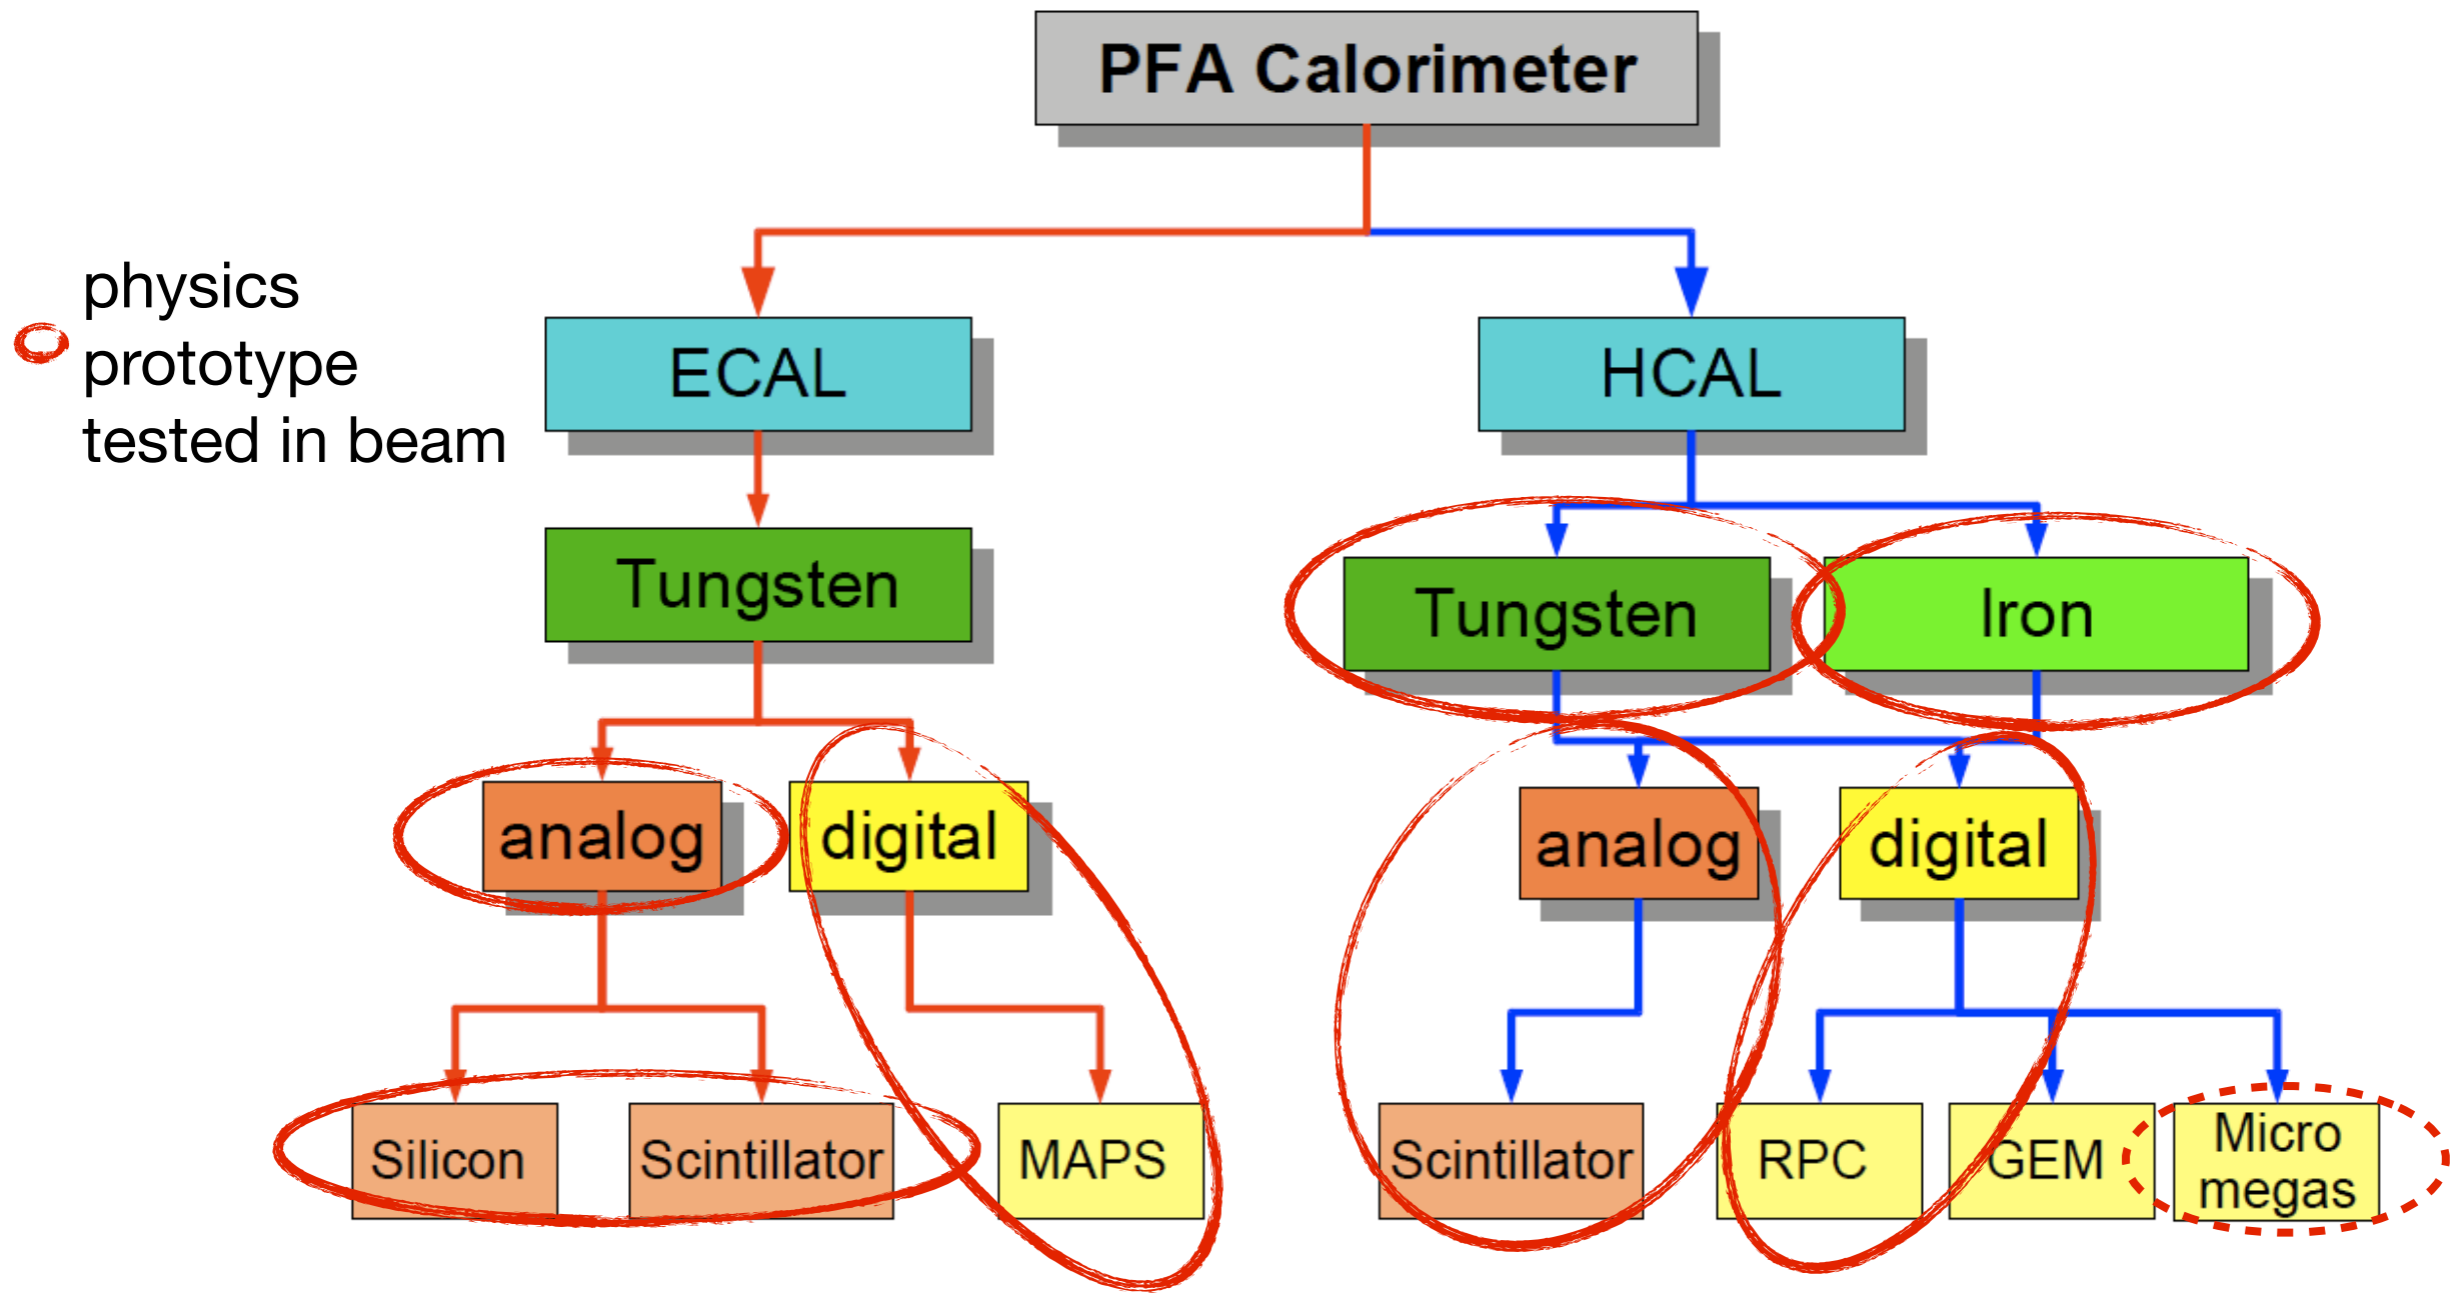 PFA Calorimeter
physics
prototype
tested in beam
ECAL
HCAL
Tungsten
Tungsten
Iron
analog
digital
analog
digital
Silicon
Scintillator
MAPS
Scintillator
RPC
GEM
Micro
megas